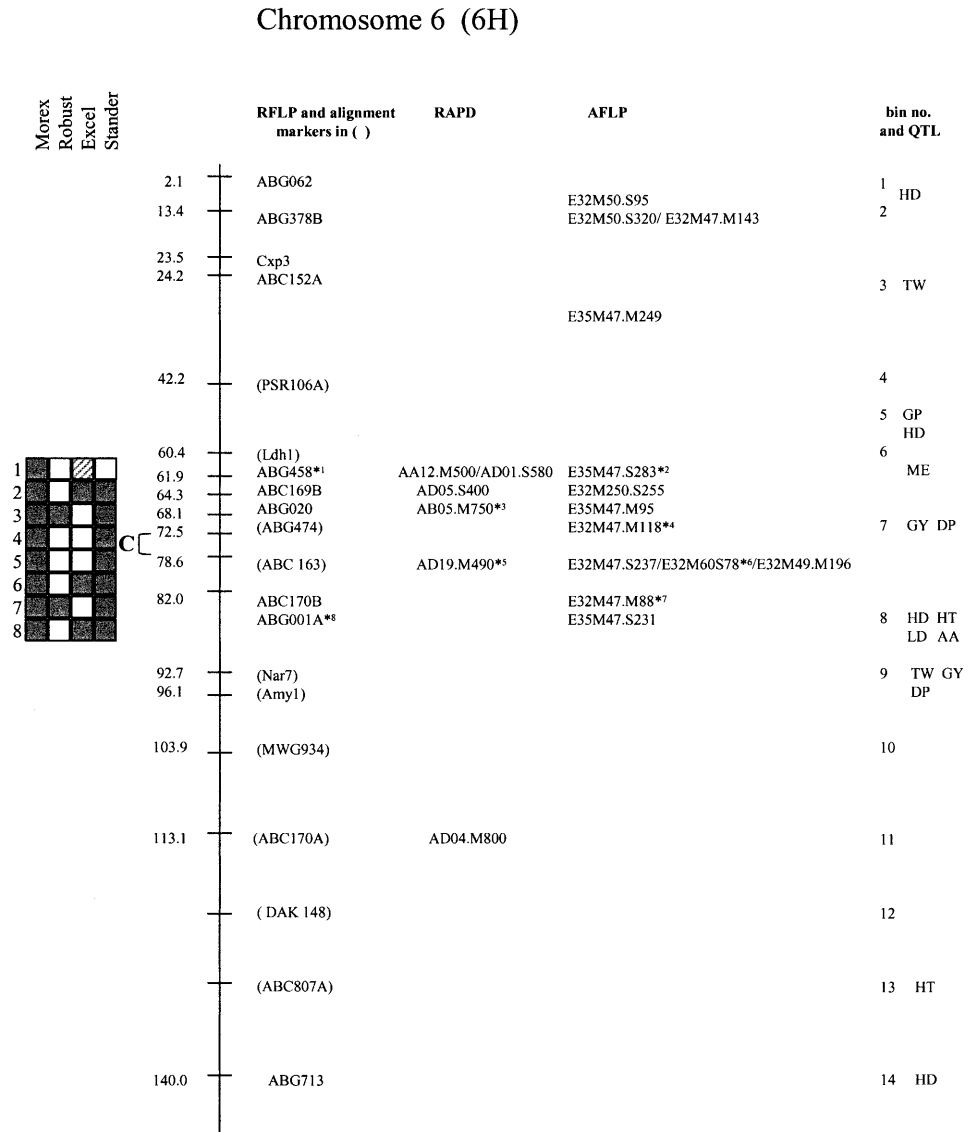 Chromosome 6 (6H)
Morex
Robust
Excel
Stander
RFLP and alignment markers in ( ) RAPD AFLP bin no. and QTL
2.1 ABG062 1 HD
E32M50.S95
13.4 ABG378B E32M50.S320/ E32M47.M143 2
23.5 Cxp3
24.2 ABC152A 3 TW
E35M47.M249
42.2 (PSR106A) 4
5 GP
HD
60.4 (Ldh1) 6
1 61.9 ABG458*1 AA12.M500/AD01.S580 E35M47.S283*2 ME
2 64.3 ABC169B AD05.S400 E32M250.S255
3 68.1 ABG020 AB05.M750*3 E35M47.M95
4 C 72.5 (ABG474) E32M47.M118*4 7 GY DP
5 78.6 (ABC 163) AD19.M490*5 E32M47.S237/E32M60S78*6/E32M49.M196
6
7 82.0 ABC170B E32M47.M88*7
8 ABG001A*8 E35M47.S231 8 HD HT
LD AA
92.7 (Nar7) 9 TW GY
96.1 (Amy1) DP
103.9 (MWG934) 10
113.1 (ABC170A) AD04.M800 11
( DAK 148) 12
(ABC807A) 13 HT
140.0 ABG713 14 HD